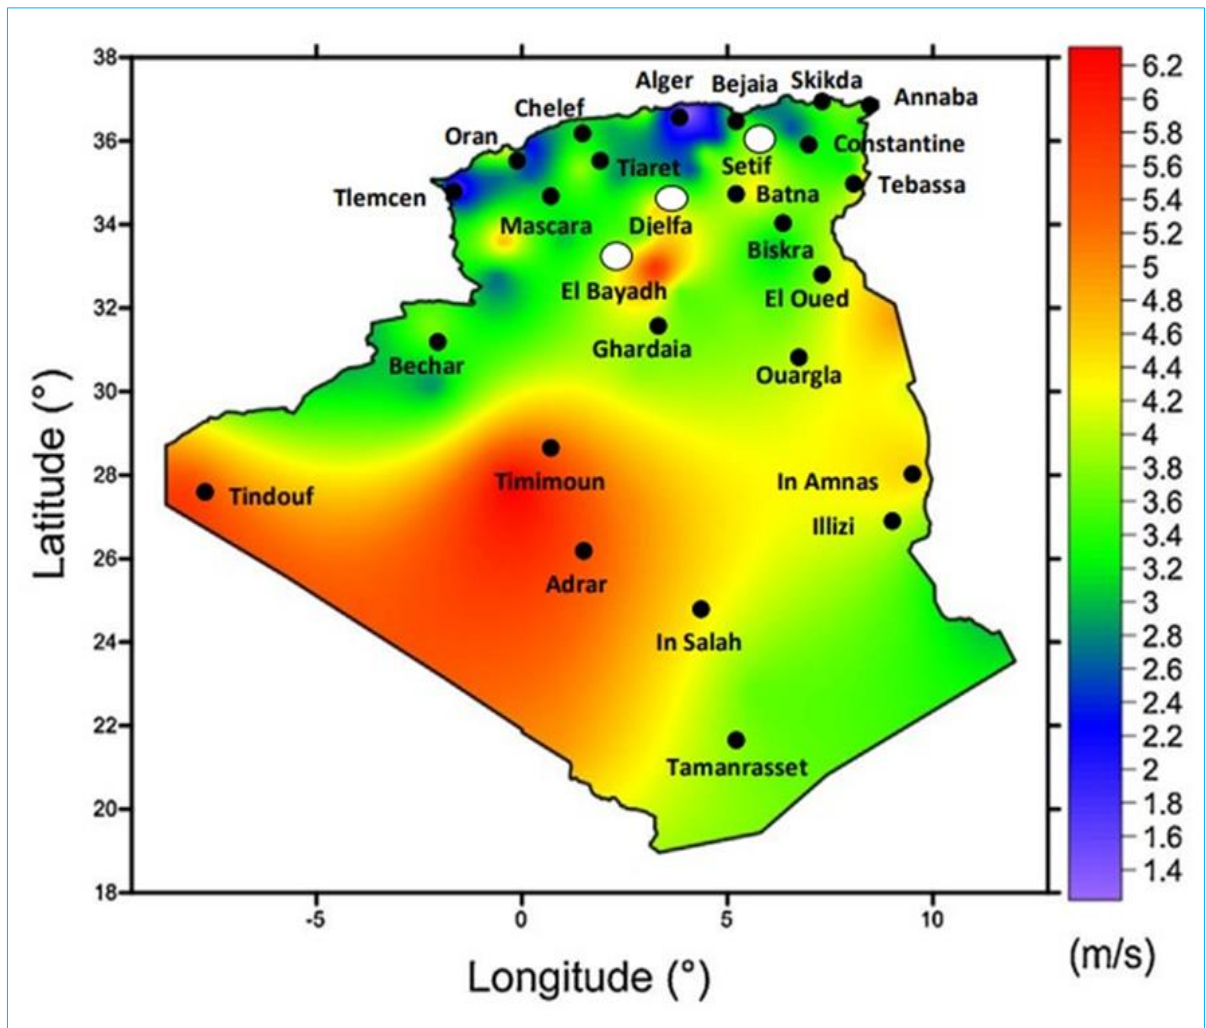 38
36
34
32
30
28
26
24
22
20
18
Latitude (°)
-5
0
5
10
Longitude (°)
Alger
Bejaia
Skikda
Annaba
Chelef
Oran
Constantine
Tiaret
Setif
Tlemcen
Batna
Tebassa
Mascara
Djelfa
Biskra
El Bayadh
El Oued
Ghardaia
Bechar
Ouargla
Timimoun
In Amnas
Tindouf
Illizi
Adrar
In Salah
Tamanrasset
6.2
6
5.8
5.6
5.4
5.2
5
4.8
4.6
4.4
4.2
4
3.8
3.6
3.4
3.2
3
2.8
2.6
2.4
2.2
2
1.8
1.6
1.4
(m/s)